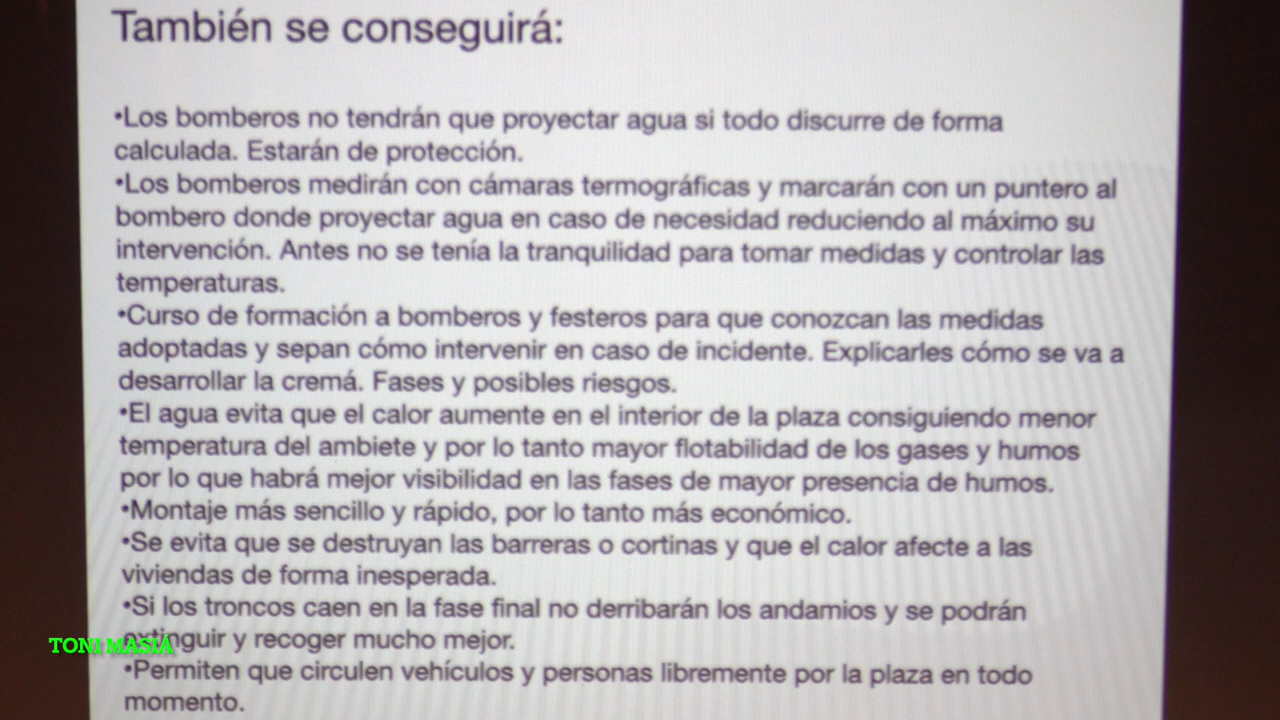 También se conseguirá:
•Los bomberos no tendrán que proyectar agua si todo discurre de forma
calculada. Estarán de protección.
•Los bomberos medirán con cámaras termográficas y marcarán con un puntero al
bombero donde proyectar agua en caso de necesidad reduciendo al máximo su
intervención. Antes no se tenía la tranquilidad para tomar medidas y controlar las
temperaturas.
•Curso de formación a bomberos y festeros para que conozcan las medidas
adoptadas y sepan cómo intervenir en caso de incidente. Explicarles cómo se va a
desarrollar la cremá. Fases y posibles riesgos.
•El agua evita que el calor aumente en el interior de la plaza consiguiendo menor
temperatura del ambiete y por lo tanto mayor flotabilidad de los gases y humos
por lo que habrá mejor visibilidad en las fases de mayor presencia de humos.
•Montaje más sencillo y rápido, por lo tanto más económico.
•Se evita que se destruyan las barreras o cortinas y que el calor afecte a las
viviendas de forma inesperada.
•Si los troncos caen en la fase final no derribarán los andamios y se podrán
extinguir y recoger mucho mejor.
TONI MASIÁ
•Permiten que circulen vehículos y personas libremente por la plaza en todo
momento.